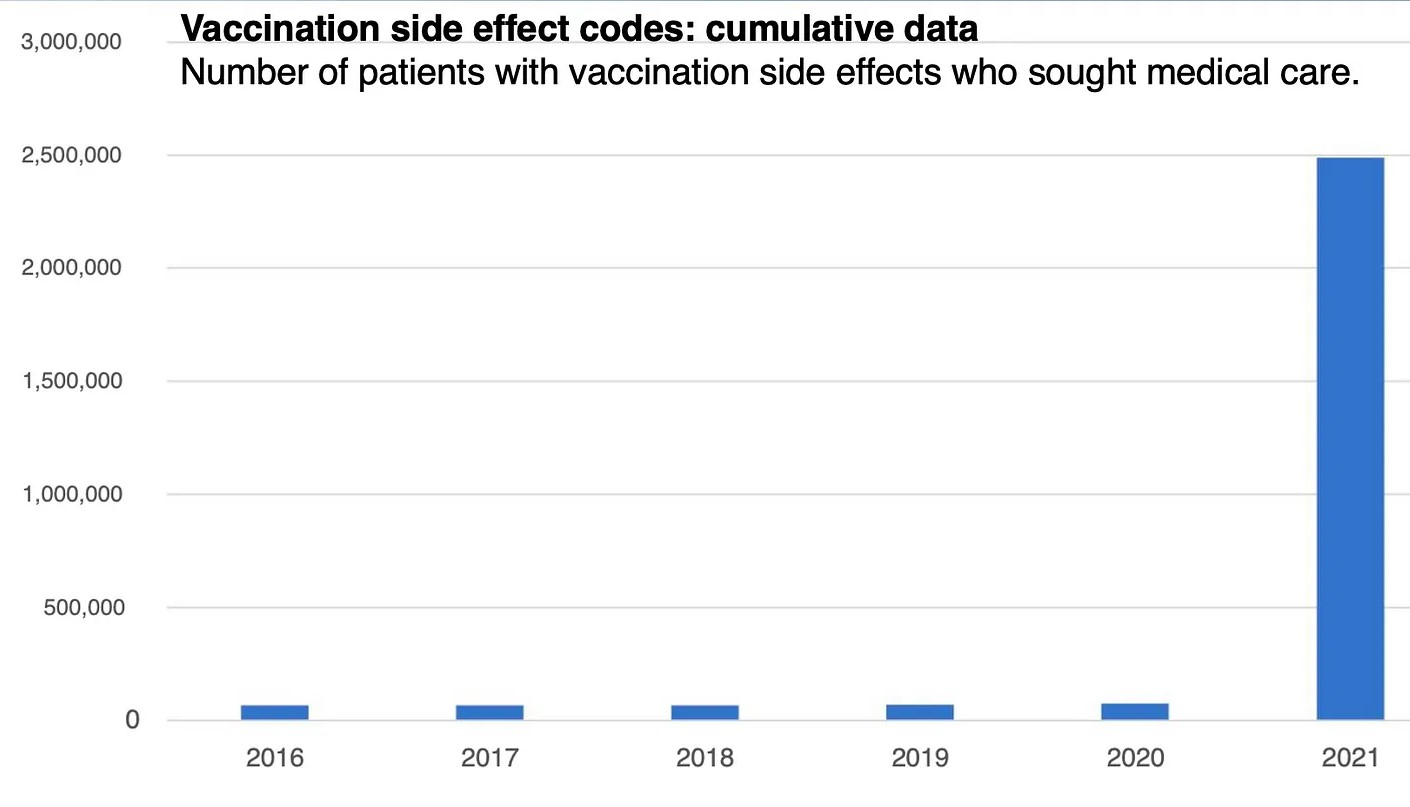 Vaccination side effect codes: cumulative data
Number of patients with vaccination side effects who sought medical care.
3,000,000
2,500,000
2,000,000
1,500,000
1,000,000
500,000
0
2016 2017 2018 2019 2020 2021